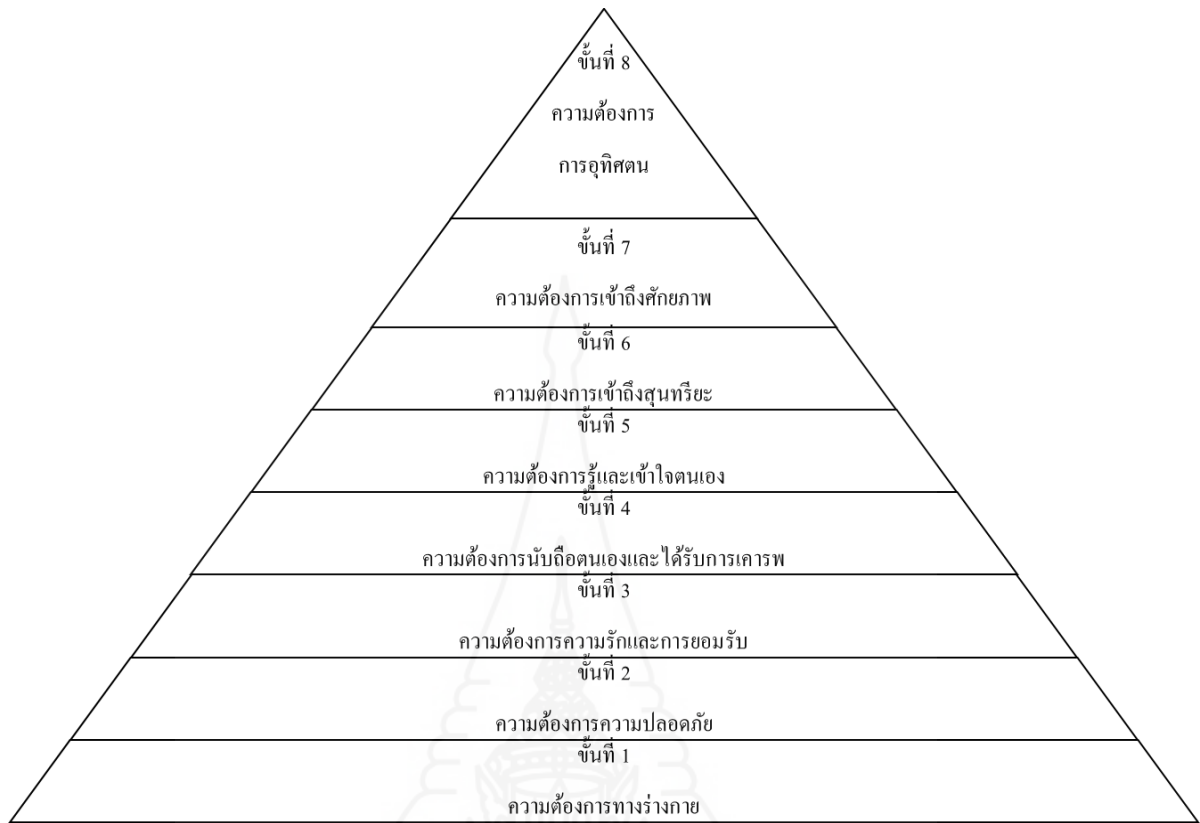 ขั้นที่ 8
ความต้องการ
การอุทิศตน
ขั้นที่ 7
ความต้องการเข้าถึงศักยภาพ
ขั้นที่ 6
ความต้องการเข้าถึงสุนทรียะ
ขั้นที่ 5
ความต้องการรู้และเข้าใจตนเอง
ขั้นที่ 4
ความต้องการนับถือตนเองและได้รับการเคารพ
ขั้นที่ 3
ความต้องการความรักและการยอมรับ
ขั้นที่ 2
ความต้องการความปลอดภัย
ขั้นที่ 1
ความต้องการทางร่างกาย